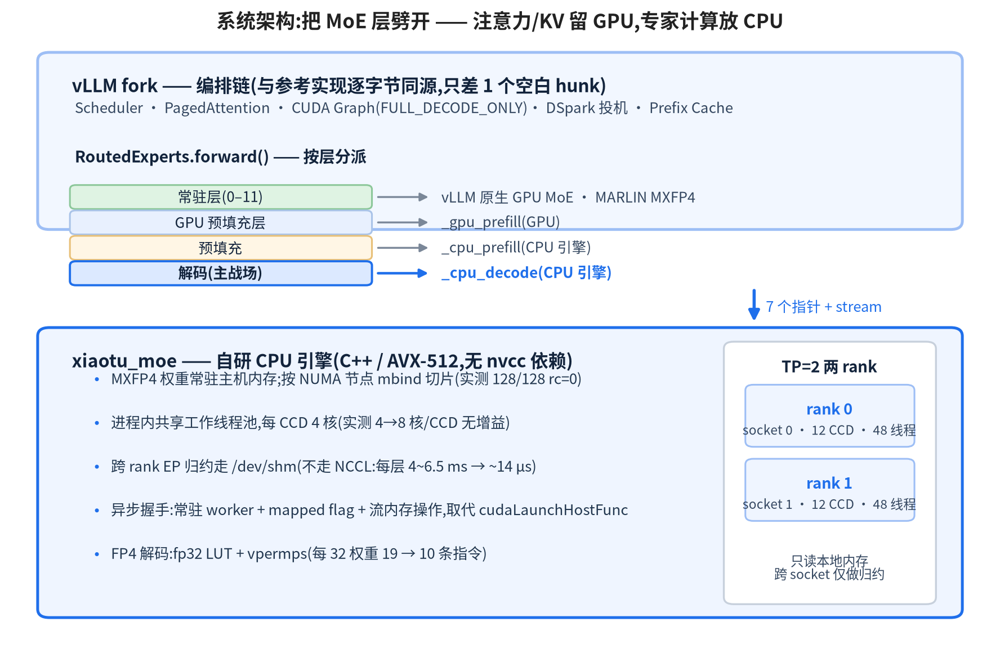 系统架构:把 MoE 层劈开 —— 注意力/KV 留 GPU,专家计算放 CPU
vLLM fork —— 编排链(与参考实现逐字节同源,只差 1 个空白 hunk)
Scheduler · PagedAttention · CUDA Graph(FULL_DECODE_ONLY) · DSpark 投机 · Prefix Cache
RoutedExperts.forward() —— 按层分派
常驻层(0–11)
vLLM 原生 GPU MoE · MARLIN MXFP4
GPU 预填充层
_gpu_prefill(GPU)
预填充
_cpu_prefill(CPU 引擎)
解码(主战场)
_cpu_decode(CPU 引擎)
7 个指针 + stream
xiaotu_moe —— 自研 CPU 引擎(C++ / AVX-512,无 nvcc 依赖)
• MXFP4 权重常驻主机内存;按 NUMA 节点 mbind 切片(实测 128/128 rc=0)
• 进程内共享工作线程池,每 CCD 4 核(实测 4→8 核/CCD 无增益)
• 跨 rank EP 归约走 /dev/shm(不走 NCCL:每层 4~6.5 ms → ~14 µs)
• 异步握手:常驻 worker + mapped flag + 流内存操作,取代 cudaLaunchHostFunc
• FP4 解码:fp32 LUT + vpermps(每 32 权重 19 → 10 条指令)
TP=2 两 rank
rank 0
socket 0 · 12 CCD · 48 线程
rank 1
socket 1 · 12 CCD · 48 线程
只读本地内存
跨 socket 仅做归约